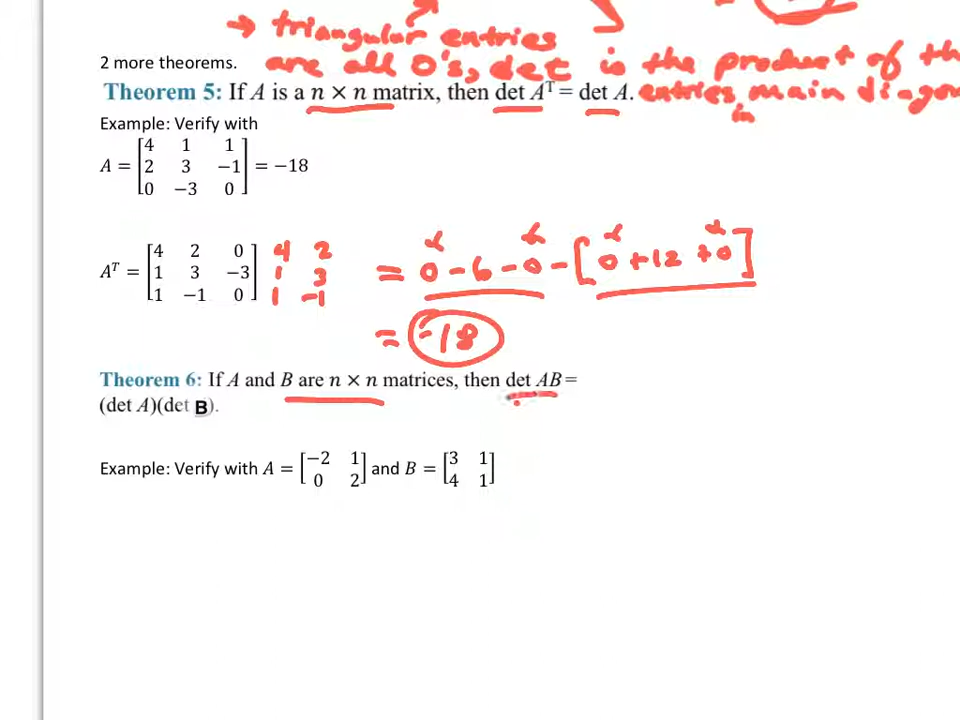 → triangular entries
2 more theorems. are all 0's, det is the product of th
Theorem 5: If A is a n × n matrix, then det Aᵀ = det A. entries main diagon
in
Example: Verify with
A = [4 1 1
2 3 −1
0 −3 0] = −18
Aᵀ = [4 2 0
1 3 −3
1 −1 0] 4 2
1 3
1 -1
= 0 - 6 - 0 - [0 + 12 + 0]
= -18
Theorem 6: If A and B are n × n matrices, then det AB =
(det A)(det B).
Example: Verify with A = [−2 1
0 2] and B = [3 1
4 1]